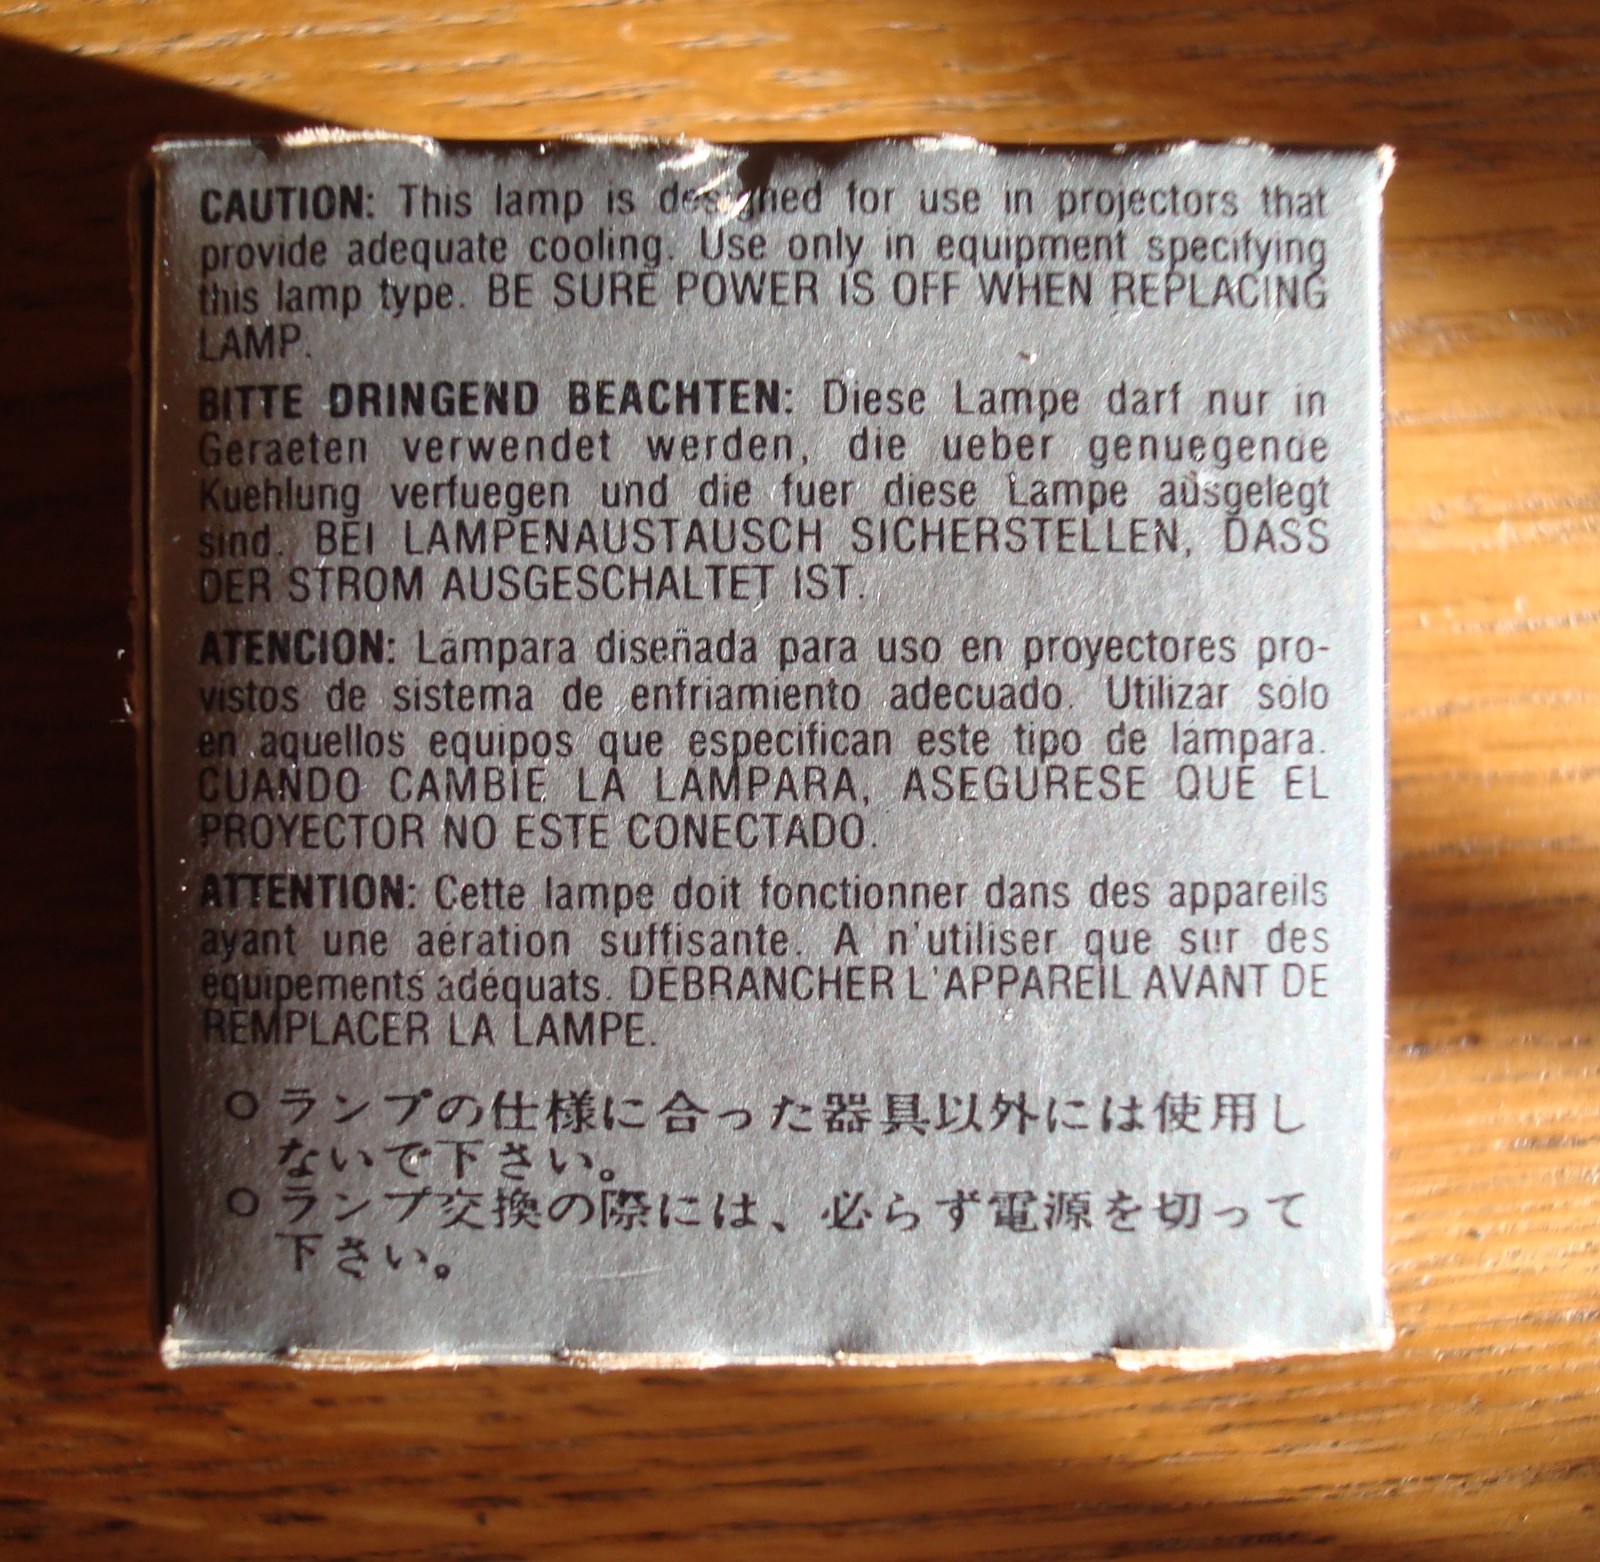 CAUTION: This lamp is designed for use in projectors that
provide adequate cooling. Use only in equipment specifying
this lamp type. BE SURE POWER IS OFF WHEN REPLACING
LAMP.
BITTE DRINGEND BEACHTEN: Diese Lampe darf nur in
Geraeten verwendet werden, die ueber genuegende
Kuehlung verfuegen und die fuer diese Lampe ausgelegt
sind. BEI LAMPENAUSTAUSCH SICHERSTELLEN, DASS
DER STROM AUSGESCHALTET IST.
ATENCION: Lámpara diseñada para uso en proyectores pro-
vistos de sistema de enfriamiento adecuado. Utilizar sólo
en aquellos equipos que especifican este tipo de lámpara.
CUANDO CAMBIE LA LAMPARA, ASEGURESE QUE EL
PROYECTOR NO ESTE CONECTADO.
ATTENTION: Cette lampe doit fonctionner dans des appareils
ayant une aération suffisante. A n'utiliser que sur des
équipements adéquats. DÉBRANCHER L'APPAREIL AVANT DE
REMPLACER LA LAMPE.
○ ランプの仕様に合った器具以外には使用し
ないで下さい。
○ ランプ交換の際には、必らず電源を切って
下さい。